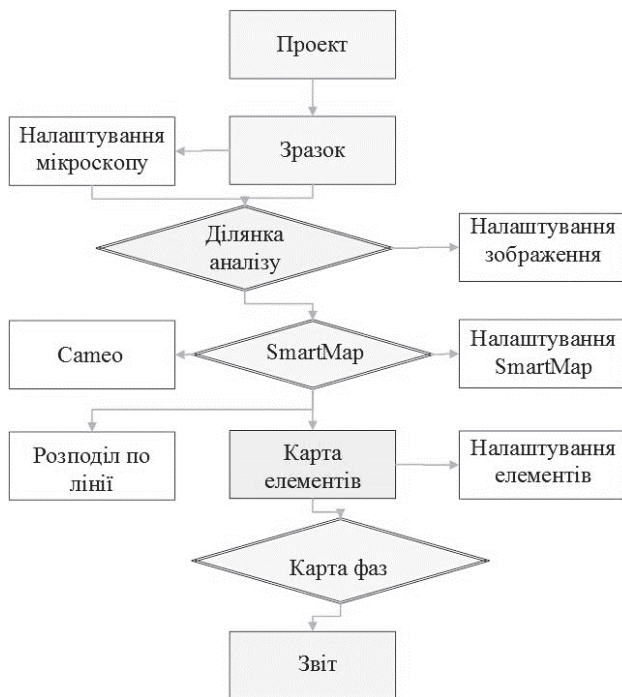 Проект
Налаштування
мікроскопу
Зразок
Ділянка
аналізу
Налаштування
зображення
Cameo
SmartMap
Налаштування
SmartMap
Розподіл по
лінії
Карта
елементів
Налаштування
елементів
Карта фаз
Звіт